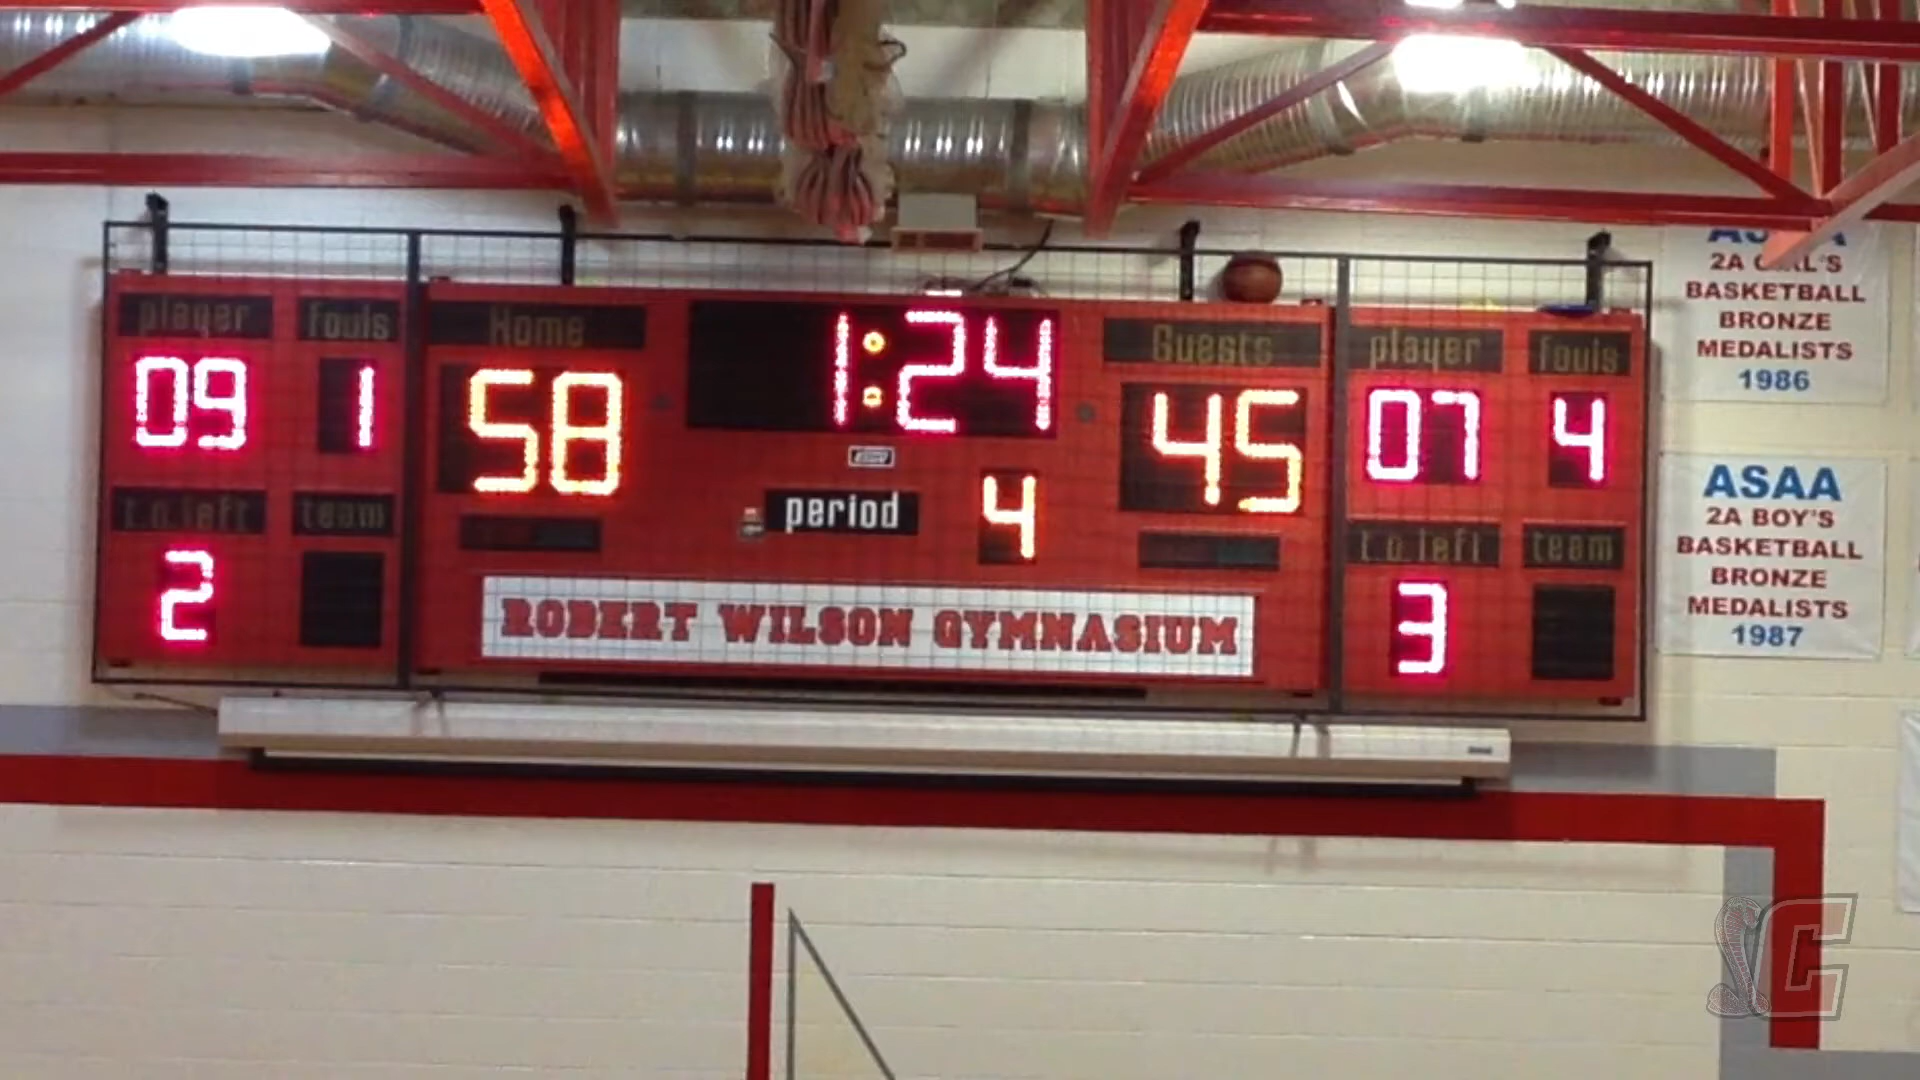 player fouls
09 1
t.o.left team
2
Home
58
1:24
period 4
Guests
45
player fouls
07 4
t.o.left team
3
ROBERT WILSON GYMNASIUM
ASAA
2A GIRL'S
BASKETBALL
BRONZE
MEDALISTS
1986
ASAA
2A BOY'S
BASKETBALL
BRONZE
MEDALISTS
1987
C